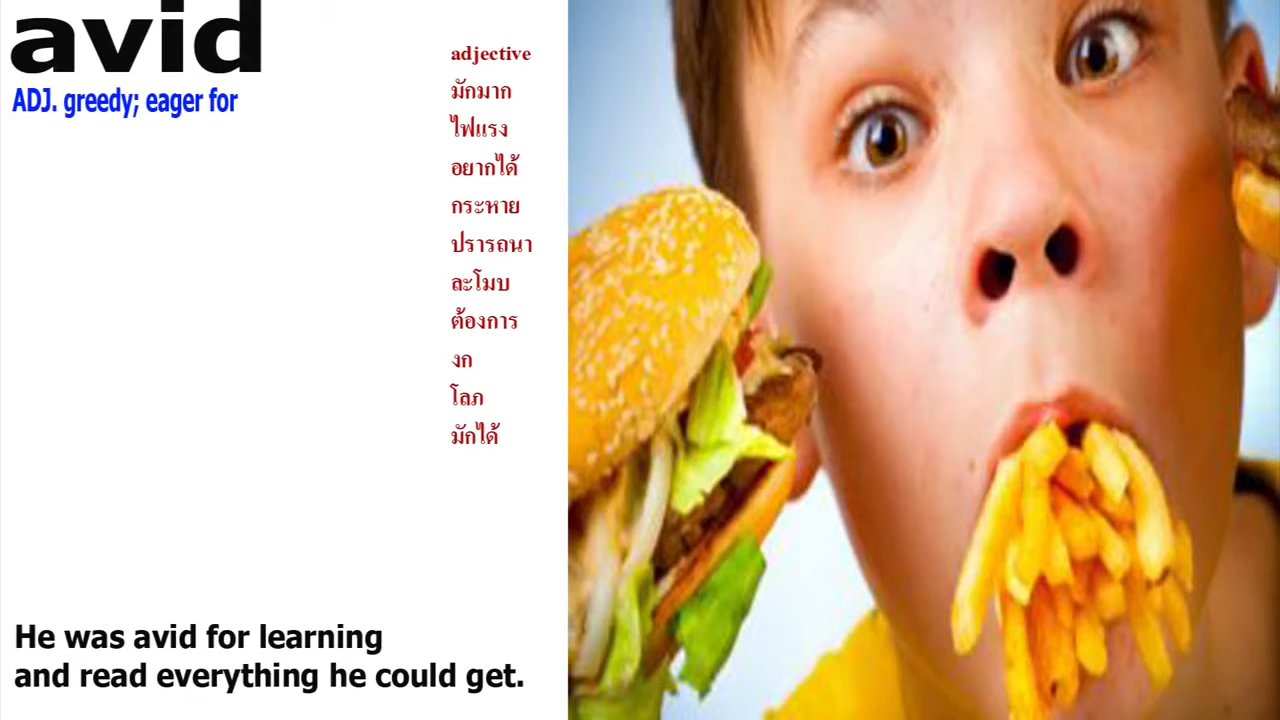 avid
ADJ. greedy; eager for
adjective
มักมาก
ไฟแรง
อยากได้
กระหาย
ปรารถนา
ละโมบ
ต้องการ
งก
โลภ
มักได้
He was avid for learning
and read everything he could get.